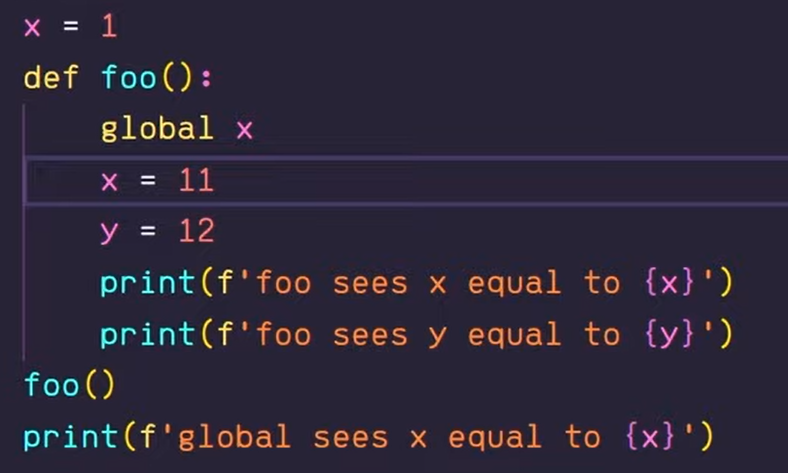 x = 1
def foo():
    global x
    x = 11
    y = 12
    print(f'foo sees x equal to {x}')
    print(f'foo sees y equal to {y}')
foo()
print(f'global sees x equal to {x}')